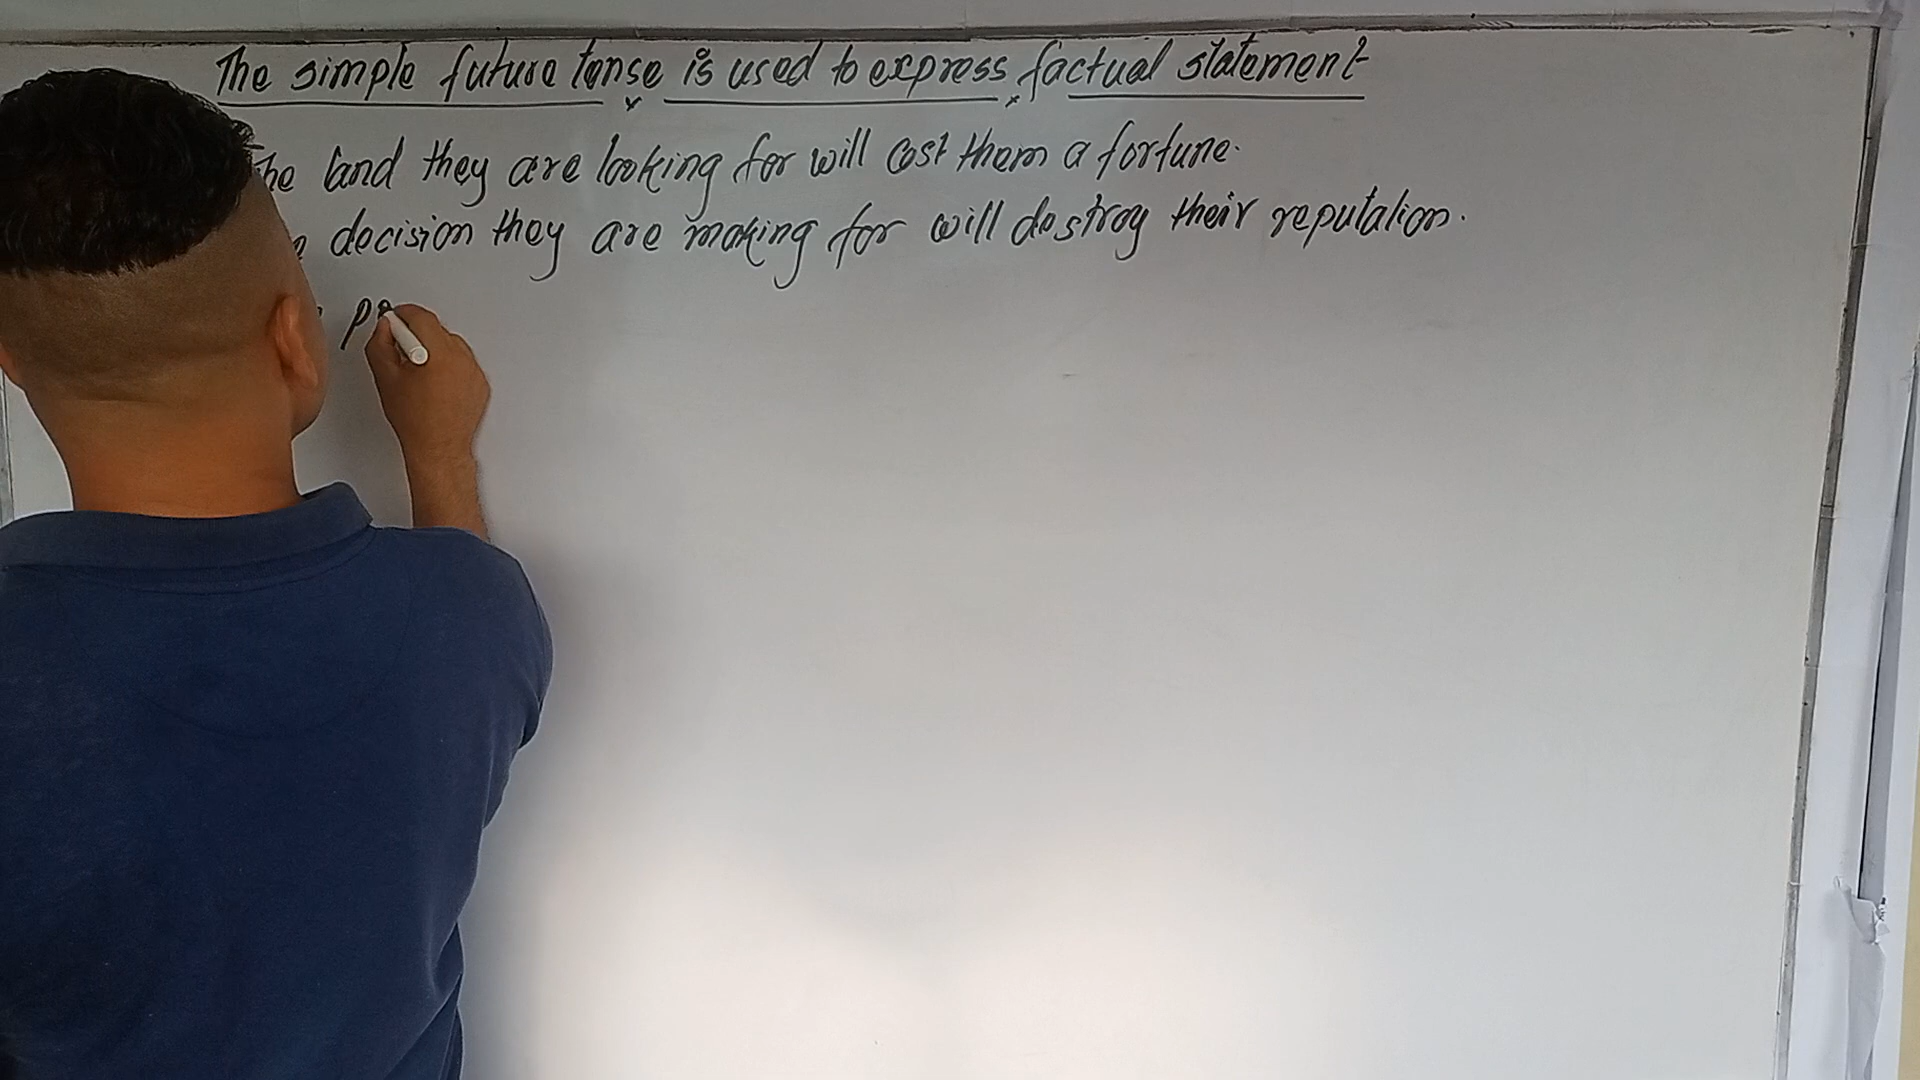 The simple future tense is used to express factual statement
The land they are looking for will cost them a fortune.
decision they are making for will destroy their reputation.